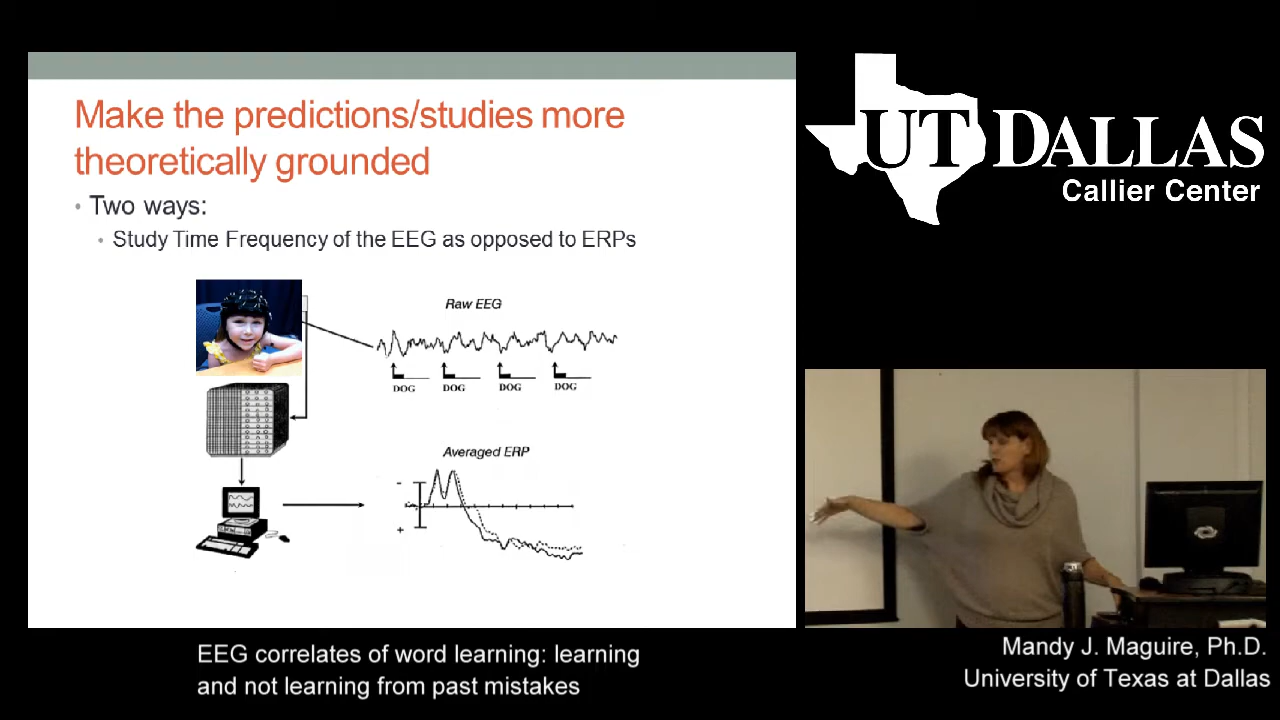 Make the predictions/studies more
theoretically grounded
• Two ways:
• Study Time Frequency of the EEG as opposed to ERPs
Raw EEG
DOG DOG DOG DOG
Averaged ERP
-
+
UT DALLAS
Callier Center
EEG correlates of word learning: learning
and not learning from past mistakes
Mandy J. Maguire, Ph.D.
University of Texas at Dallas